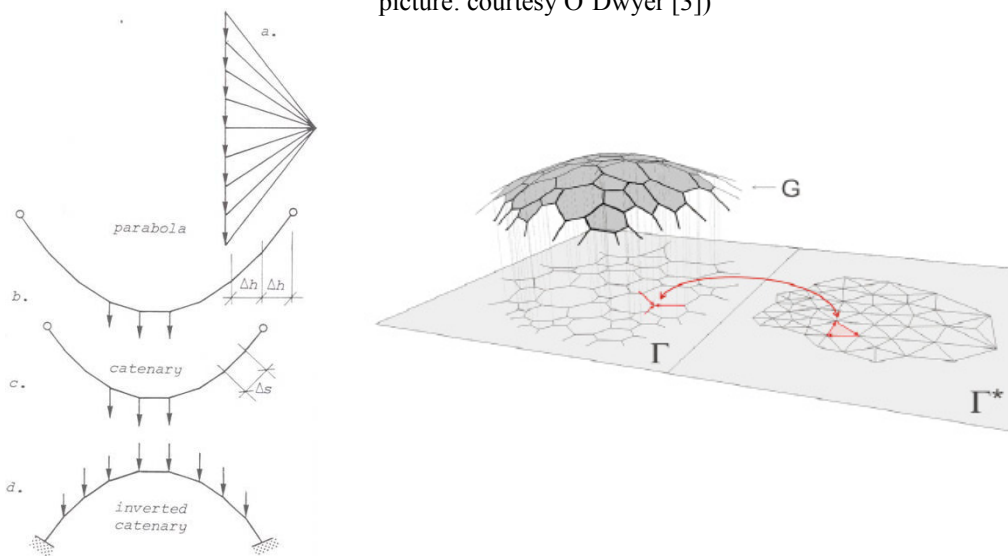 picture: courtesy O'Dwyer [3])
a.
parabola
Δh Δh
b.
catenary
Δs
c.
d.
inverted
catenary
G
Γ
Γ*